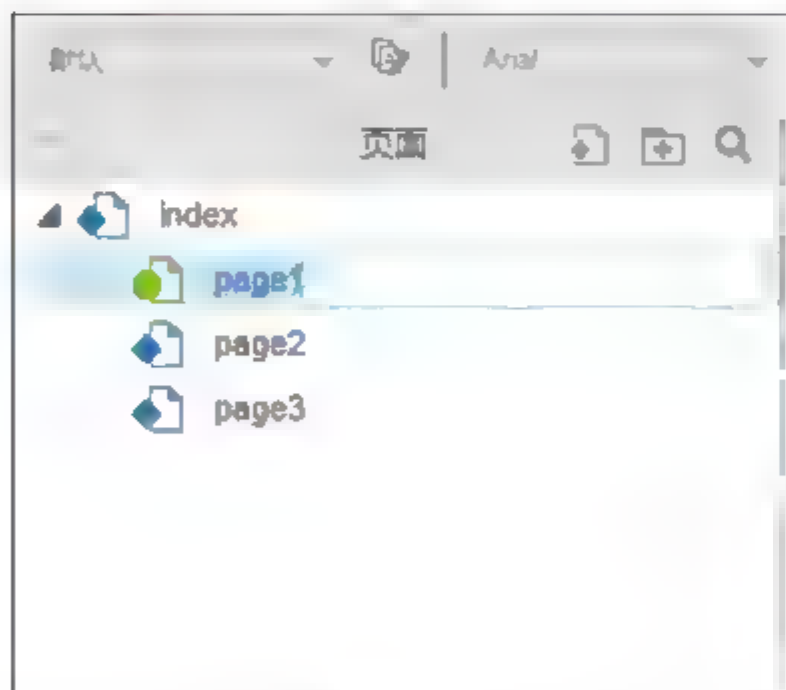 默认 Arial
页面
index
page1
page2
page3